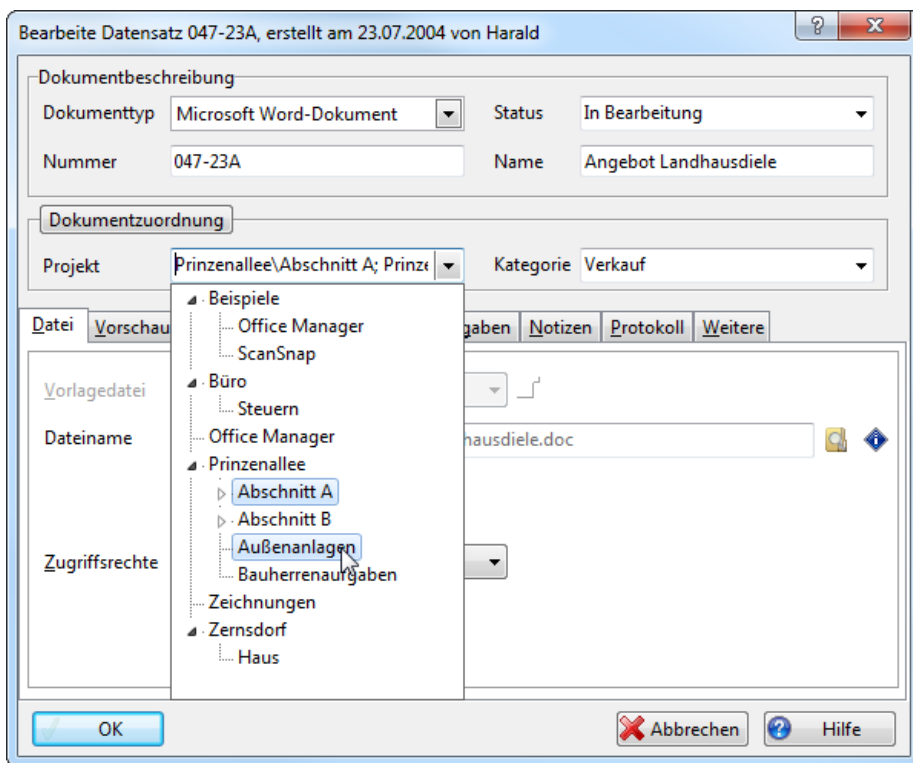 Bearbeite Datensatz 047-23A, erstellt am 23.07.2004 von Harald
Dokumentbeschreibung
Dokumenttyp Microsoft Word-Dokument Status In Bearbeitung
Nummer 047-23A Name Angebot Landhausdiele
Dokumentzuordnung
Projekt Prinzenallee\Abschnitt A; Prinze Kategorie Verkauf
Datei Vorschau gaben Notizen Protokoll Weitere
Beispiele
Office Manager
ScanSnap
Büro
Steuern
Office Manager
Prinzenallee
Abschnitt A
Abschnitt B
Außenanlagen
Bauherrenaufgaben
Zeichnungen
Zernsdorf
Haus
Vorlagedatei
Dateiname hausdiele.doc
Zugriffsrechte
OK Abbrechen Hilfe